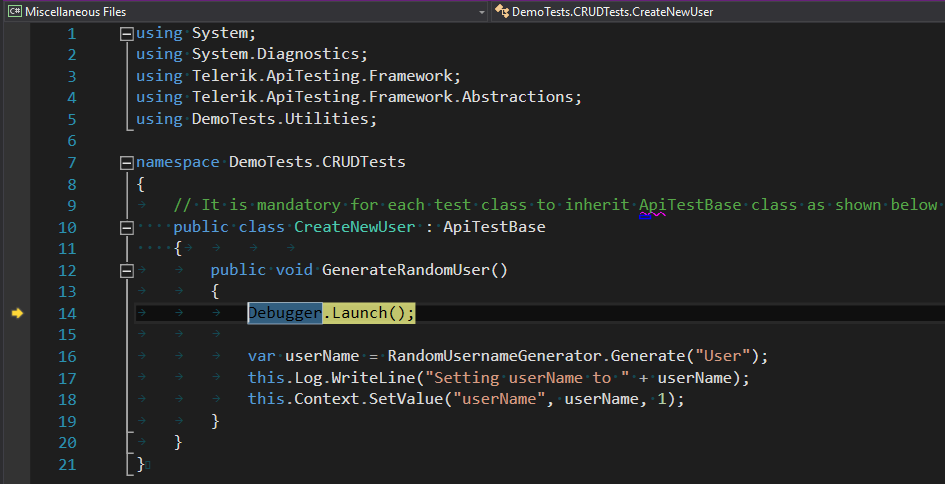 C# Miscellaneous Files DemoTests.CRUDTests.CreateNewUser
1 using System;
2 using System.Diagnostics;
3 using Telerik.ApiTesting.Framework;
4 using Telerik.ApiTesting.Framework.Abstractions;
5 using DemoTests.Utilities;
6
7 namespace DemoTests.CRUDTests
8 {
9 // It is mandatory for each test class to inherit ApiTestBase class as shown below
10 public class CreateNewUser : ApiTestBase
11 {
12 public void GenerateRandomUser()
13 {
14 Debugger.Launch();
15
16 var userName = RandomUsernameGenerator.Generate("User");
17 this.Log.WriteLine("Setting userName to " + userName);
18 this.Context.SetValue("userName", userName, 1);
19 }
20 }
21 }